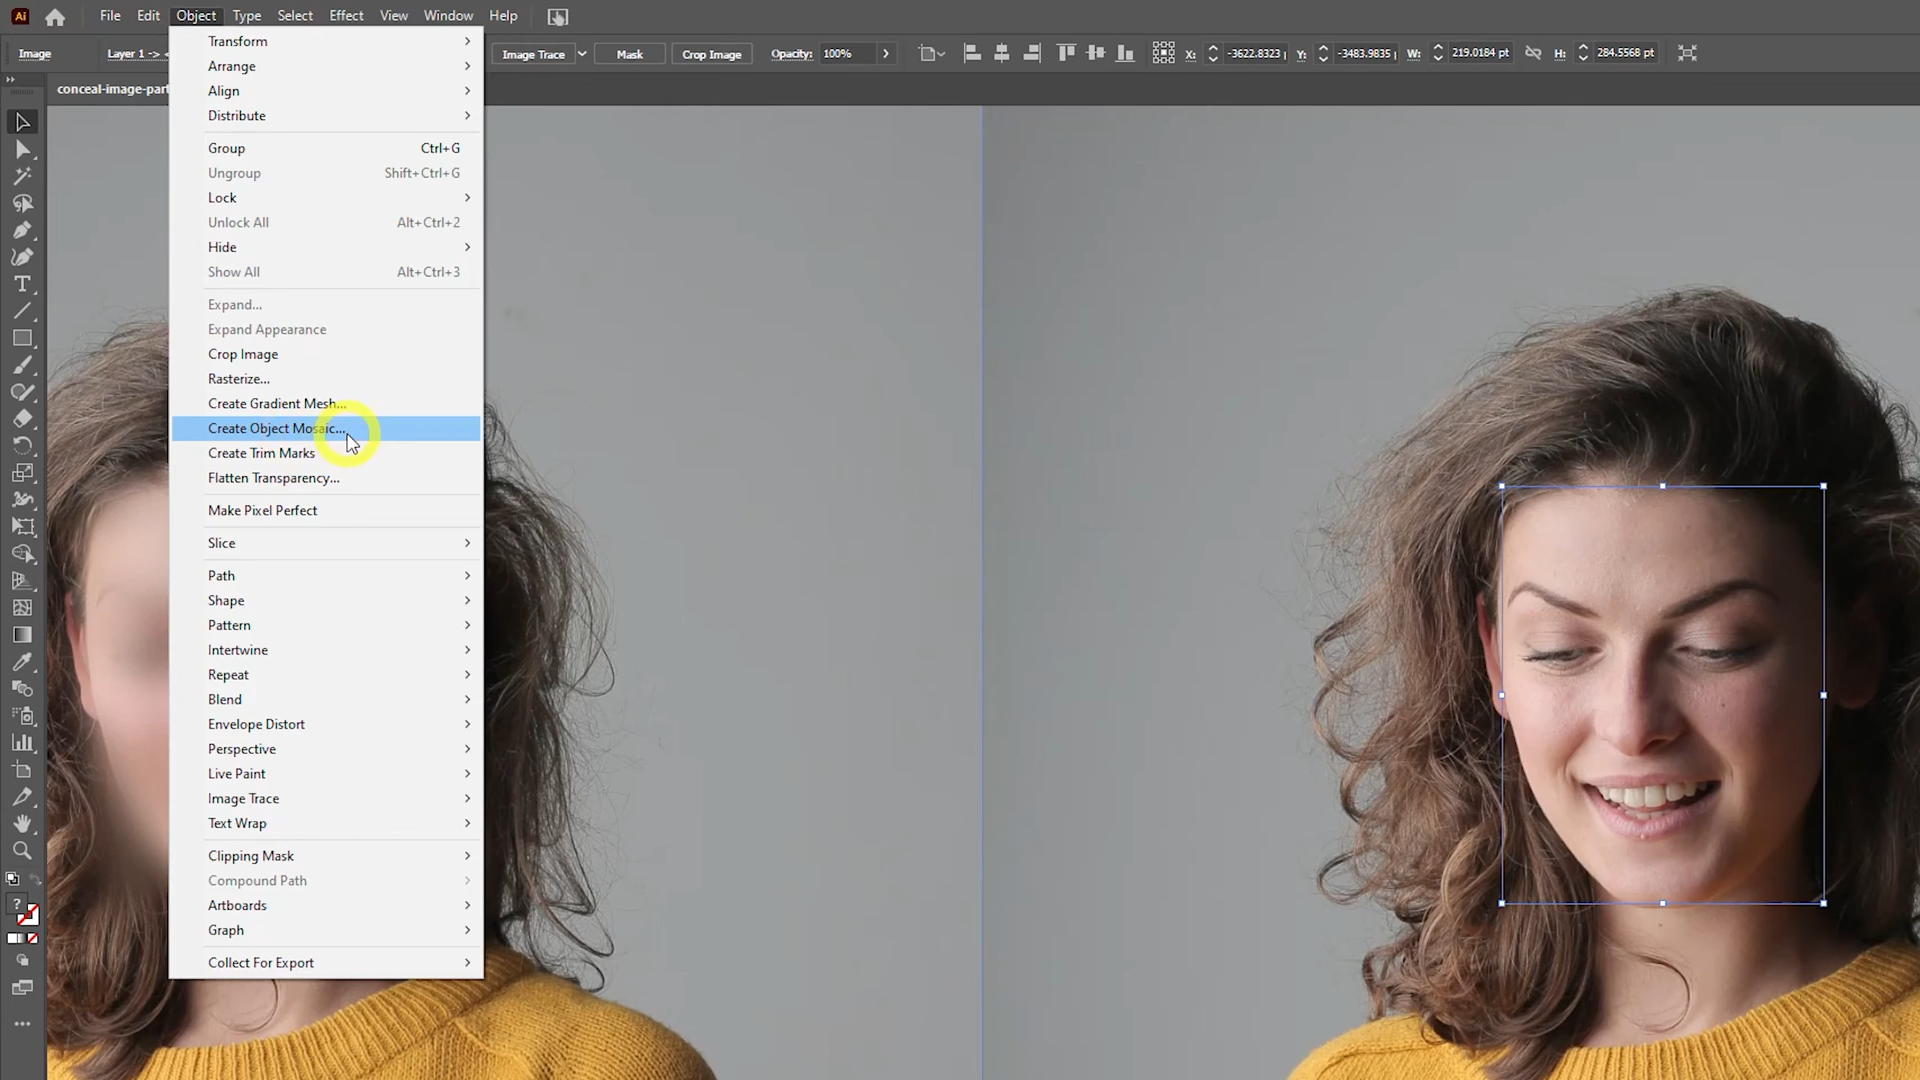 Ai File Edit Object Type Select Effect View Window Help
Image Layer 1 -> < Image Trace Mask Crop Image Opacity: 100% X: -3622.8323 Y: -3483.9835 W: 219.0184 pt H: 284.5568 pt
conceal-image-part
Transform
Arrange
Align
Distribute
Group Ctrl+G
Ungroup Shift+Ctrl+G
Lock
Unlock All Alt+Ctrl+2
Hide
Show All Alt+Ctrl+3
Expand...
Expand Appearance
Crop Image
Rasterize...
Create Gradient Mesh...
Create Object Mosaic...
Create Trim Marks
Flatten Transparency...
Make Pixel Perfect
Slice
Path
Shape
Pattern
Intertwine
Repeat
Blend
Envelope Distort
Perspective
Live Paint
Image Trace
Text Wrap
Clipping Mask
Compound Path
Artboards
Graph
Collect For Export